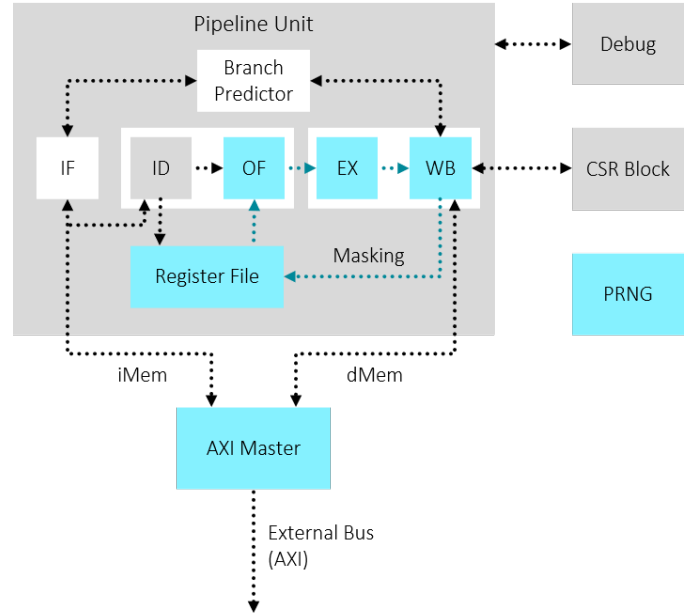 Pipeline Unit
Debug
Branch
Predictor
IF
ID
OF
EX
WB
CSR Block
Register File
Masking
PRNG
iMem
dMem
AXI Master
External Bus
(AXI)